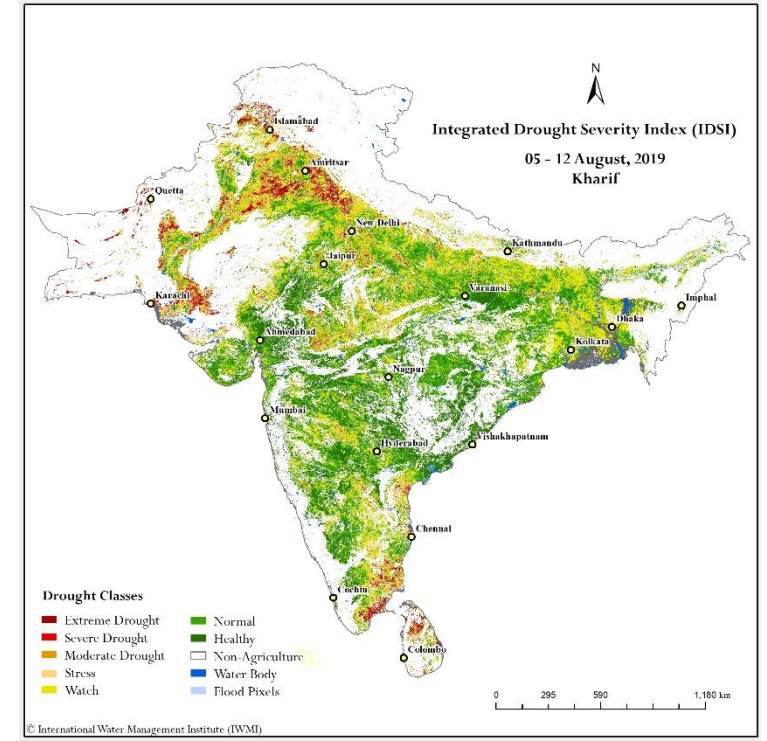 N
Integrated Drought Severity Index (IDSI)
05 - 12 August, 2019
Kharif
Islamabad
Amritsar
Quetta
New Delhi
Kathmandu
Jaipur
Varanasi
Karachi
Imphal
Dhaka
Ahmedabad
Kolkata
Nagpur
Mumbai
Hyderabad
Vishakhapatnam
Chennai
Cochin
Colombo
Drought Classes
Extreme Drought
Severe Drought
Moderate Drought
Stress
Watch
Normal
Healthy
Non-Agriculture
Water Body
Flood Pixels
0 295 590 1,180 km
© International Water Management Institute (IWMI)